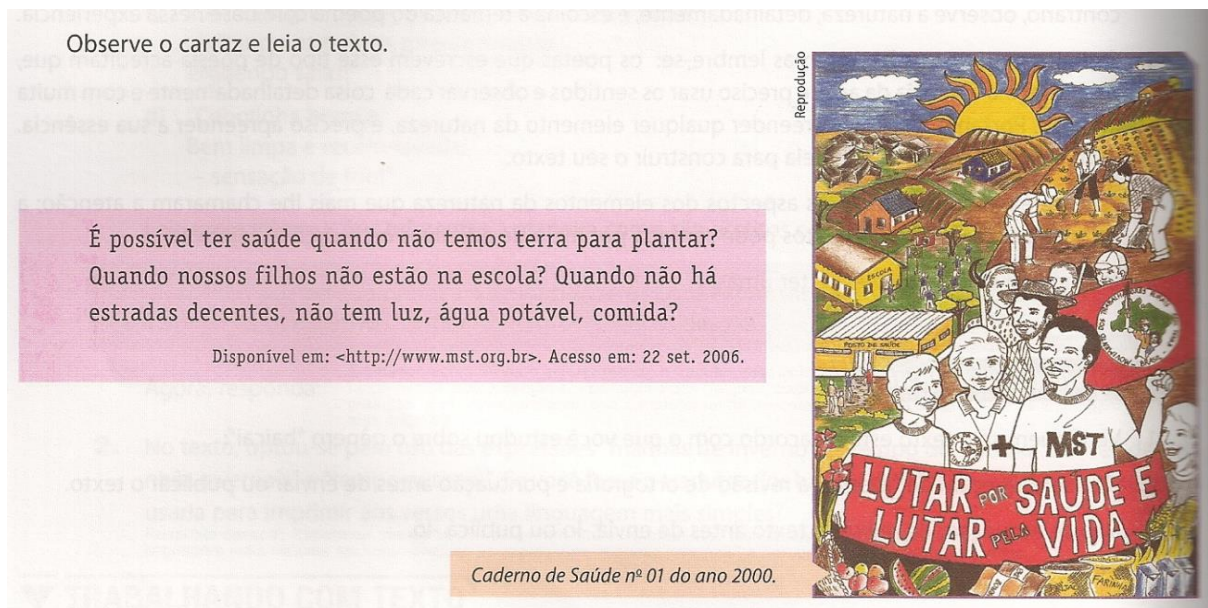 Observe o cartaz e leia o texto.
É possível ter saúde quando não temos terra para plantar?
Quando nossos filhos não estão na escola? Quando não há
estradas decentes, não tem luz, água potável, comida?
Disponível em: <http://www.mst.org.br>. Acesso em: 22 set. 2006.
Reprodução
ESCOLA
POSTO DE SAÚDE
+ MST
LUTAR POR SAUDE E
LUTAR PELA VIDA
FARINHA
Caderno de Saúde nº 01 do ano 2000.